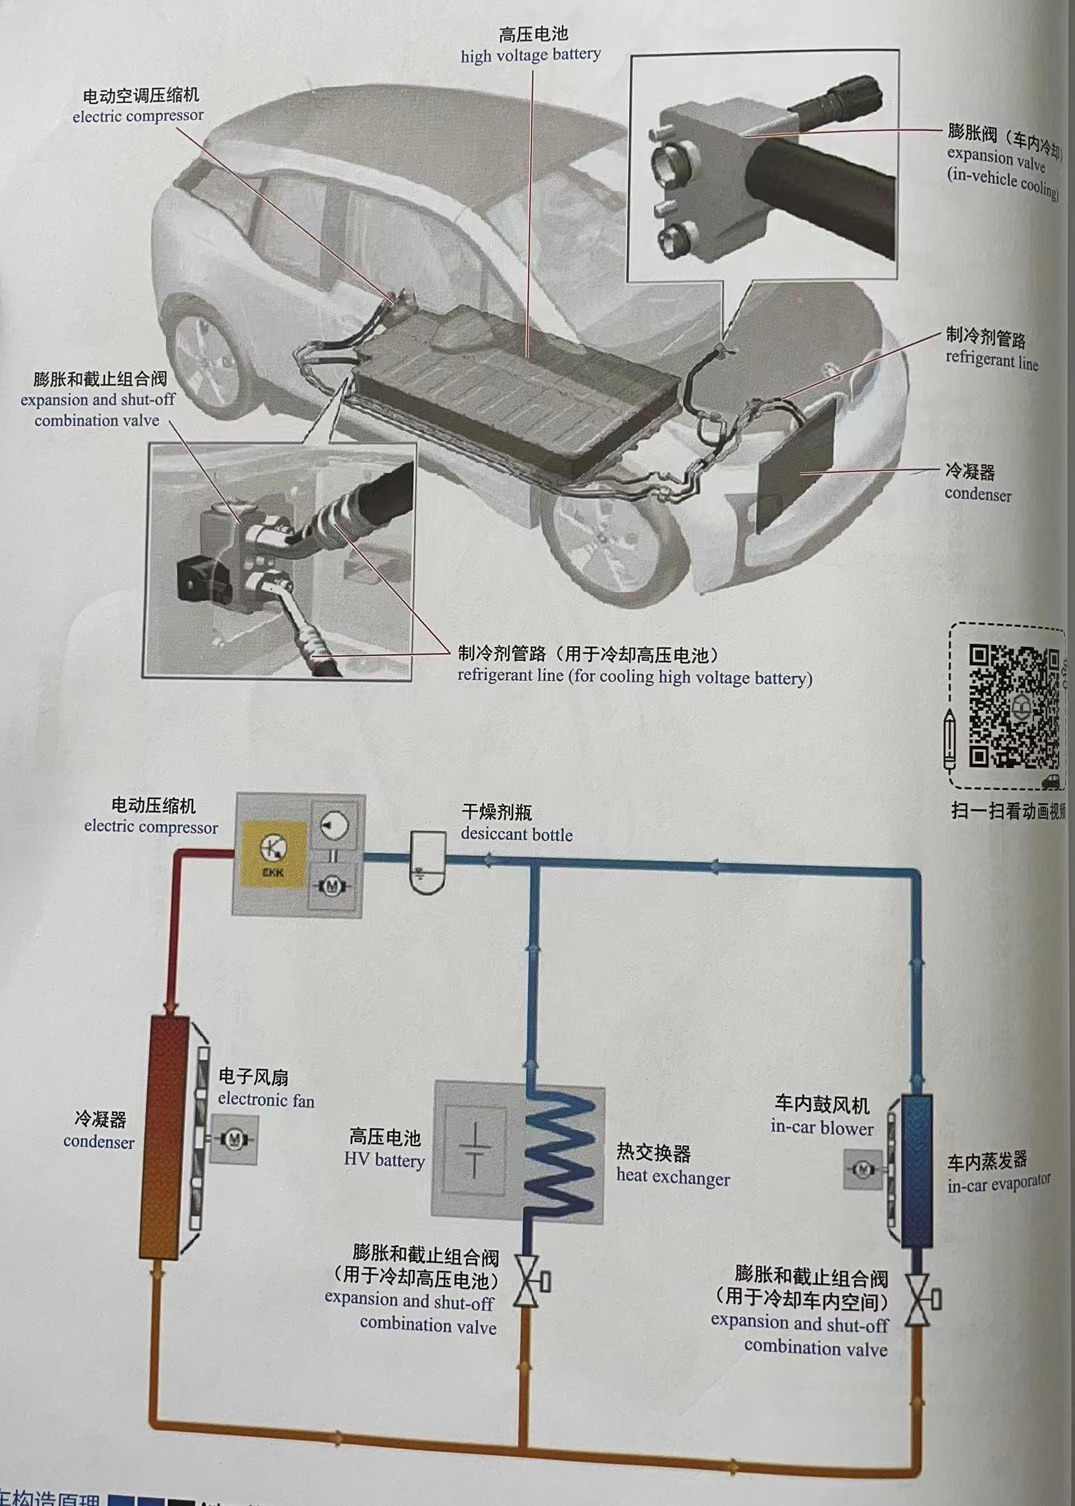 高压电池
high voltage battery
电动空调压缩机
electric compressor
膨胀阀（车内冷却）
expansion valve
(in-vehicle cooling)
制冷剂管路
refrigerant line
膨胀和截止组合阀
expansion and shut-off
combination valve
冷凝器
condenser
制冷剂管路（用于冷却高压电池）
refrigerant line (for cooling high voltage battery)
扫一扫看动画视频
电动压缩机
electric compressor
EKK
M
干燥剂瓶
desiccant bottle
电子风扇
electronic fan
M
冷凝器
condenser
高压电池
HV battery
热交换器
heat exchanger
车内鼓风机
in-car blower
M
车内蒸发器
in-car evaporator
膨胀和截止组合阀
（用于冷却高压电池）
expansion and shut-off
combination valve
膨胀和截止组合阀
（用于冷却车内空间）
expansion and shut-off
combination valve
车构造原理